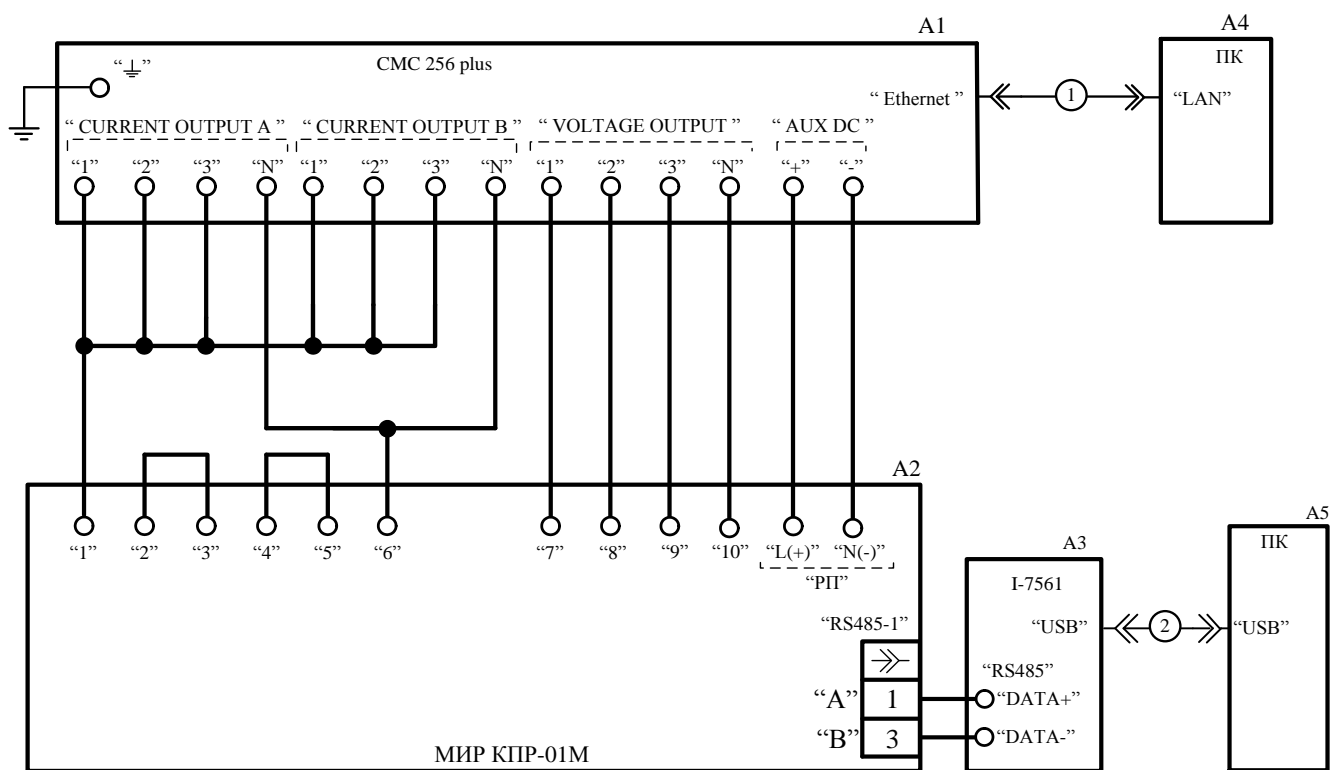 A1
A4
“⏚”
CMC 256 plus
ПК
“ Ethernet ”
1
“LAN”
“ CURRENT OUTPUT A ”
“ CURRENT OUTPUT B ”
“ VOLTAGE OUTPUT ”
“ AUX DC ”
“1” “2” “3” “N” “1” “2” “3” “N” “1” “2” “3” “N” “+” “-”
A2
“1” “2” “3” “4” “5” “6” “7” “8” “9” “10” “L(+)” “N(-)”
“РП”
A3
A5
I-7561
ПК
“RS485-1”
“USB”
2
“USB”
“RS485”
“A” 1 “DATA+”
“B” 3 “DATA-”
МИР КПР-01М